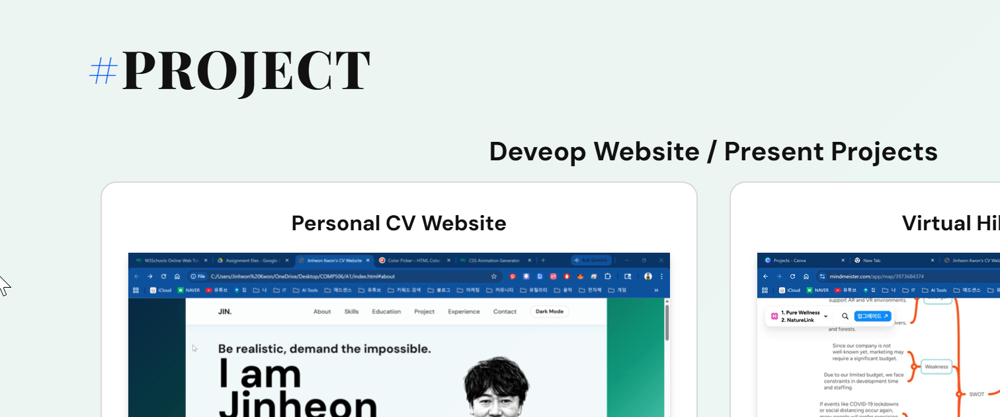 #PROJECT
Deveop Website / Present Projects
Personal CV Website
W3Schools Online Web Tu
Assignment files - Google
Jinheon Kwon's CV Website
Color Picker — HTML Color
CSS Animation Generator
Ask Gemini
File
C:/Users/Jinheon%20Kwon/OneDrive/Desktop/COMP506/A1/index.html#about
iCloud NAVER 유튜브 집 나 IT AI Tools 애드센스 유튜브 키워드 검색 블로그 마케팅 커뮤니티 유틸리티 음악 전자책 게임 »
JIN.
About Skills Education Project Experience Contact Dark Mode
Be realistic, demand the impossible.
I am
Jinheon
Virtual Hi
Projects - Canva
New Tab
Jinheon Kwon's CV We
mindmeister.com/app/map/3973684374
iCloud NAVER 유튜브 집 나 IT AI Tools 애드센스
support AR and VR environments.
1. Pure Wellness
2. NatureLink
업그레이드
ivers,
and forests.
Since our company is not
well-known yet, marketing may
require a significant budget.
Weakness
Due to our limited budget, we face
constraints in development time
and staffing.
SWOT
If events like COVID-19 lockdowns
or social distancing occur again,
many people will prefer exercising